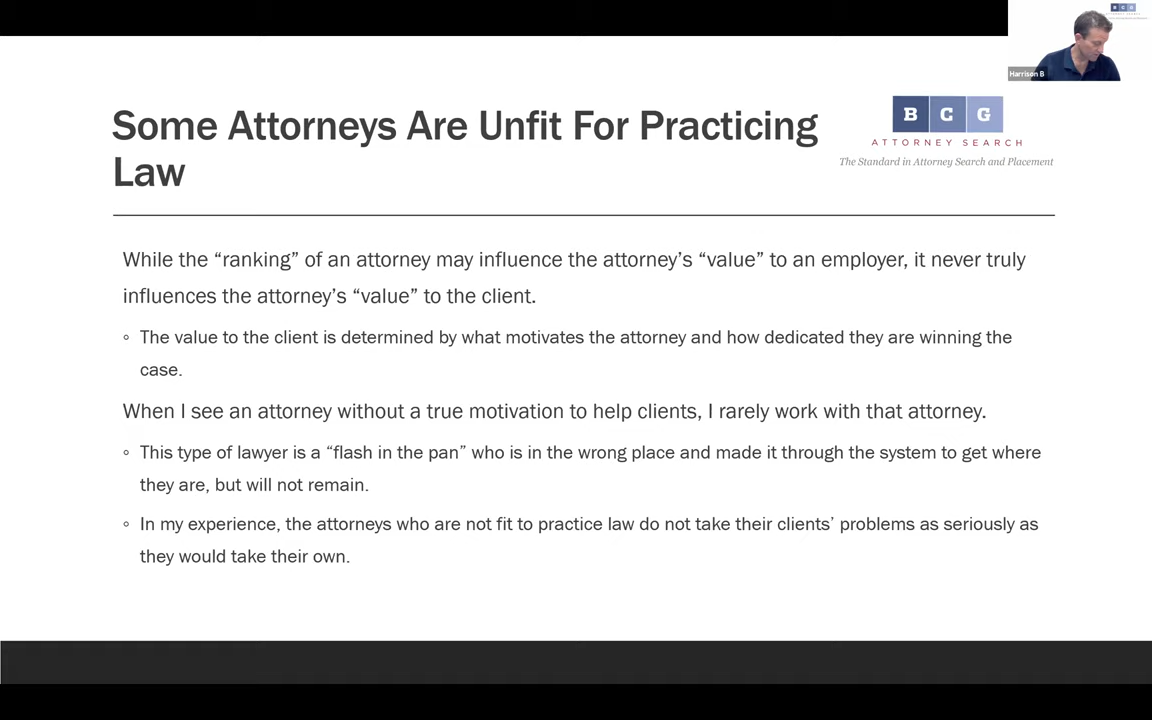 Harrison B
Some Attorneys Are Unfit For Practicing
Law
B C G
ATTORNEY SEARCH
The Standard in Attorney Search and Placement
While the “ranking” of an attorney may influence the attorney’s “value” to an employer, it never truly
influences the attorney’s “value” to the client.
◦ The value to the client is determined by what motivates the attorney and how dedicated they are winning the
case.
When I see an attorney without a true motivation to help clients, I rarely work with that attorney.
◦ This type of lawyer is a “flash in the pan” who is in the wrong place and made it through the system to get where
they are, but will not remain.
◦ In my experience, the attorneys who are not fit to practice law do not take their clients’ problems as seriously as
they would take their own.